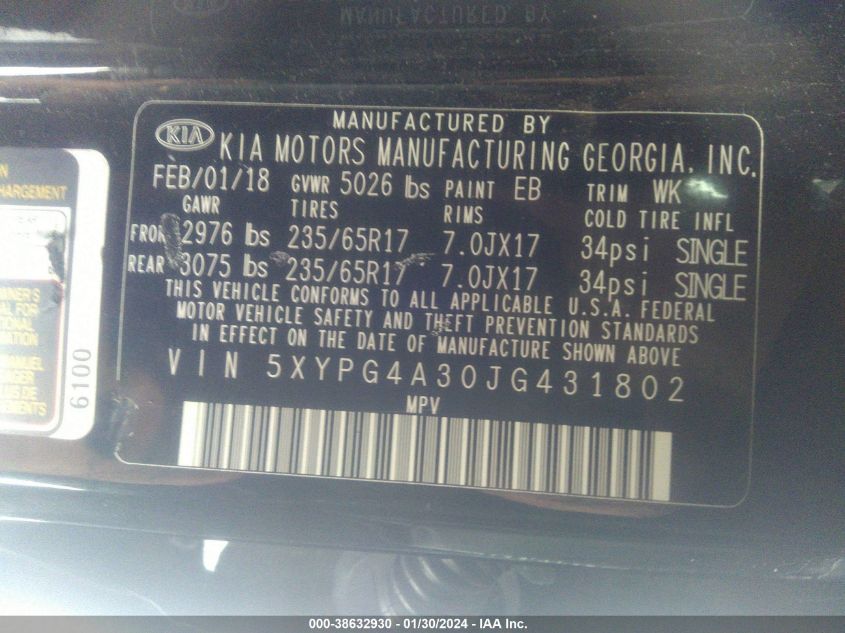 MANUFACTURED BY
KIA KIA MOTORS MANUFACTURING GEORGIA, INC.
FEB/01/18 GVWR 5026 lbs PAINT EB TRIM WK
GAWR TIRES RIMS COLD TIRE INFL
FRONT 2976 lbs 235/65R17 7.0JX17 34psi SINGLE
REAR 3075 lbs 235/65R17 7.0JX17 34psi SINGLE
THIS VEHICLE CONFORMS TO ALL APPLICABLE U.S.A. FEDERAL
MOTOR VEHICLE SAFETY AND THEFT PREVENTION STANDARDS
IN EFFECT ON THE DATE OF MANUFACTURE SHOWN ABOVE
VIN 5XYPG4A30JG431802
MPV
HARGEMENT
6100
000-38632930 - 01/30/2024 - IAA Inc.